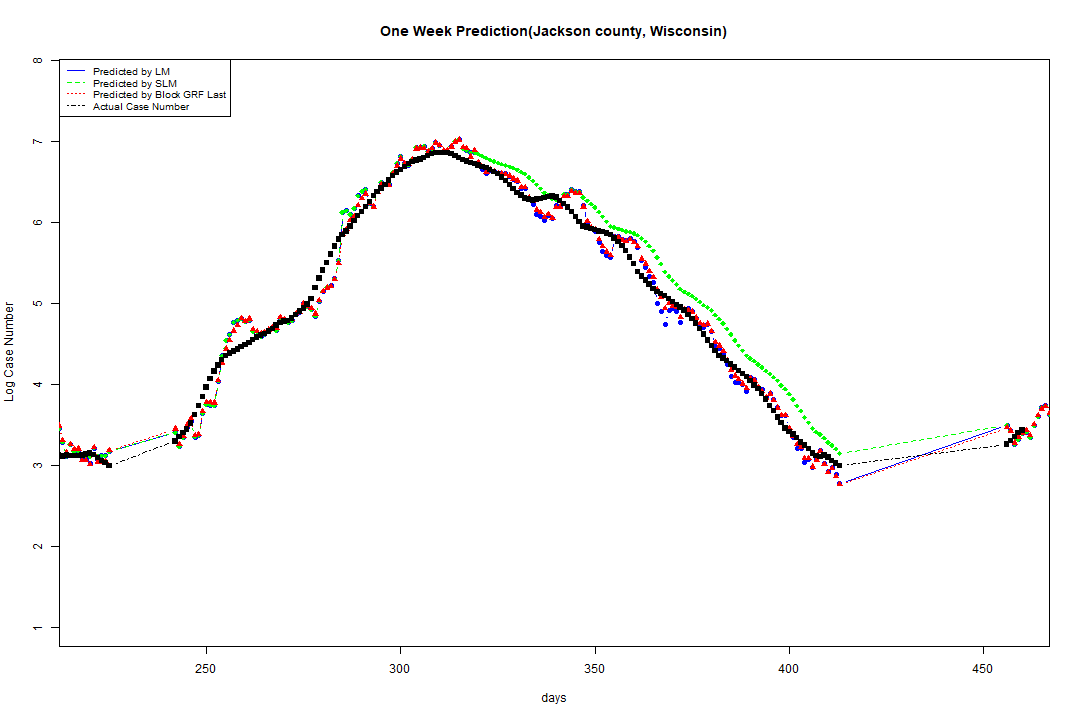 One Week Prediction(Jackson county, Wisconsin)
Predicted by LM
Predicted by SLM
Predicted by Block GRF Last
Actual Case Number
Log Case Number
8
7
6
5
4
3
2
1
250 300 350 400 450
days